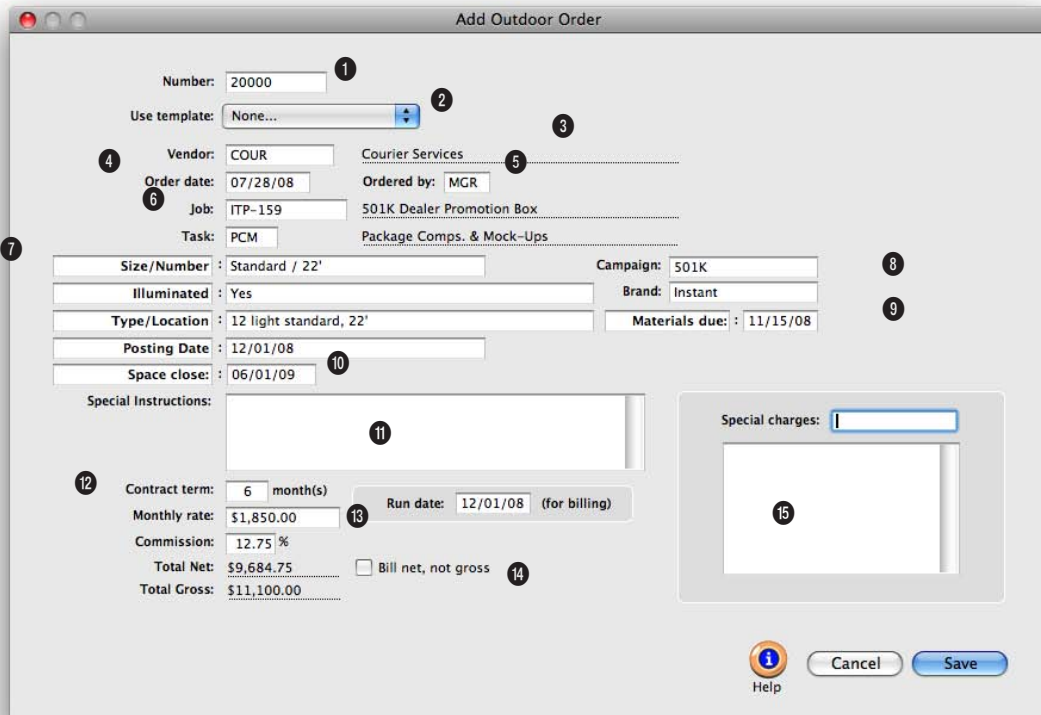 Add Outdoor Order
1
Number: 20000
2
Use template: None...
3
4
Vendor: COUR Courier Services
5
Order date: 07/28/08 Ordered by: MGR
6
Job: ITP-159 501K Dealer Promotion Box
Task: PCM Package Comps. & Mock-Ups
7
Size/Number : Standard / 22' Campaign: 501K
8
Illuminated : Yes Brand: Instant
9
Type/Location : 12 light standard, 22' Materials due: : 11/15/08
Posting Date : 12/01/08
10
Space close: : 06/01/09
Special Instructions:
Special charges:
11
12
Contract term: 6 month(s)
Run date: 12/01/08 (for billing)
Monthly rate: $1,850.00
13
15
Commission: 12.75 %
Total Net: $9,684.75 Bill net, not gross
14
Total Gross: $11,100.00
Cancel Save
Help